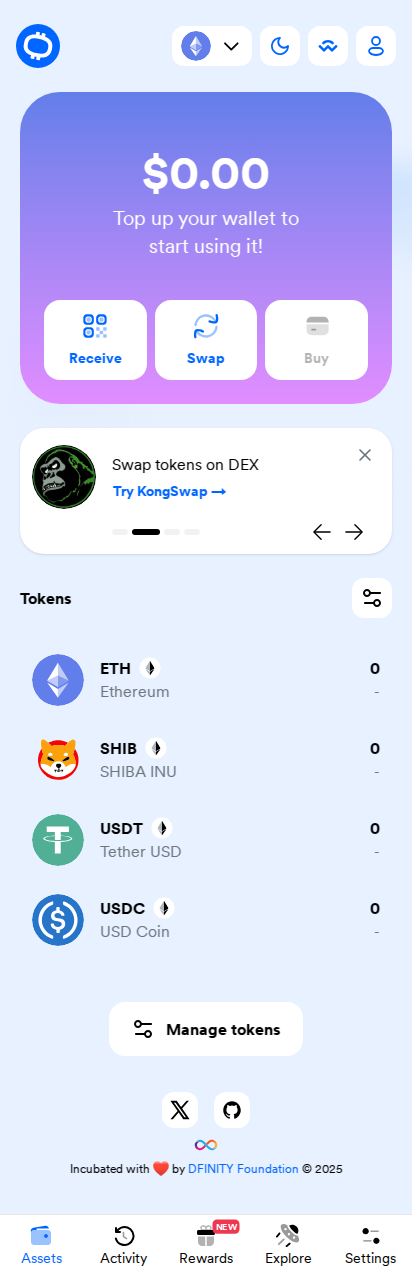 $0.00
Top up your wallet to
start using it!
Receive
Swap
Buy
Swap tokens on DEX
Try KongSwap →
Tokens
ETH
0
Ethereum
-
SHIB
0
SHIBA INU
-
USDT
0
Tether USD
-
USDC
0
USD Coin
-
Manage tokens
Incubated with ❤️ by DFINITY Foundation © 2025
NEW
Assets
Activity
Rewards
Explore
Settings